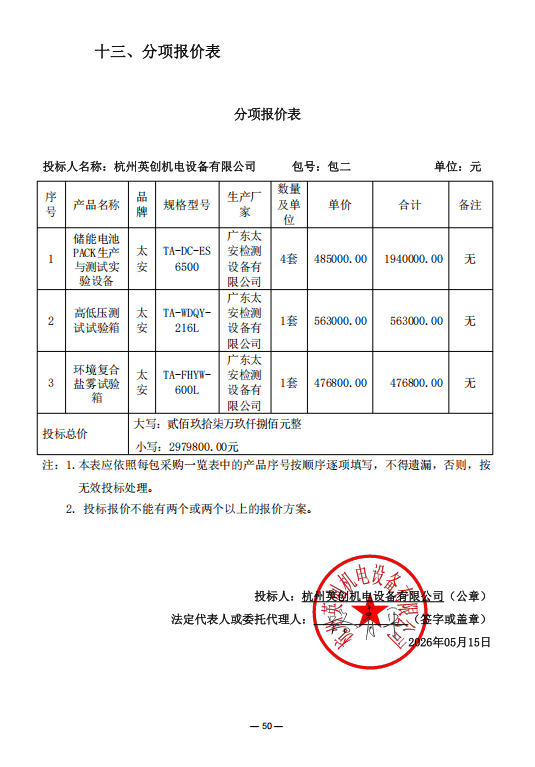 十三、分项报价表
分项报价表
投标人名称：杭州英创机电设备有限公司 包号：包二 单位：元
序号 产品名称 品牌 规格型号 生产厂家 数量及单位 单价 合计 备注
1 储能电池PACK生产与测试实验设备 太安 TA-DC-ES6500 广东太安检测设备有限公司 4套 485000.00 1940000.00 无
2 高低压测试试验箱 太安 TA-WDQY-216L 广东太安检测设备有限公司 1套 563000.00 563000.00 无
3 环境复合盐雾试验箱 太安 TA-FHYW-600L 广东太安检测设备有限公司 1套 476800.00 476800.00 无
投标总价 大写：贰佰玖拾柒万玖仟捌佰元整
小写：2979800.00元
注：1.本表应依照每包采购一览表中的产品序号按顺序逐项填写，不得遗漏，否则，按
无效投标处理。
2. 投标报价不能有两个或两个以上的报价方案。
投标人：杭州英创机电设备有限公司（公章）
法定代表人或委托代理人：（签字或盖章）
2026年05月15日
杭州英创机电设备有限公司
— 50 —